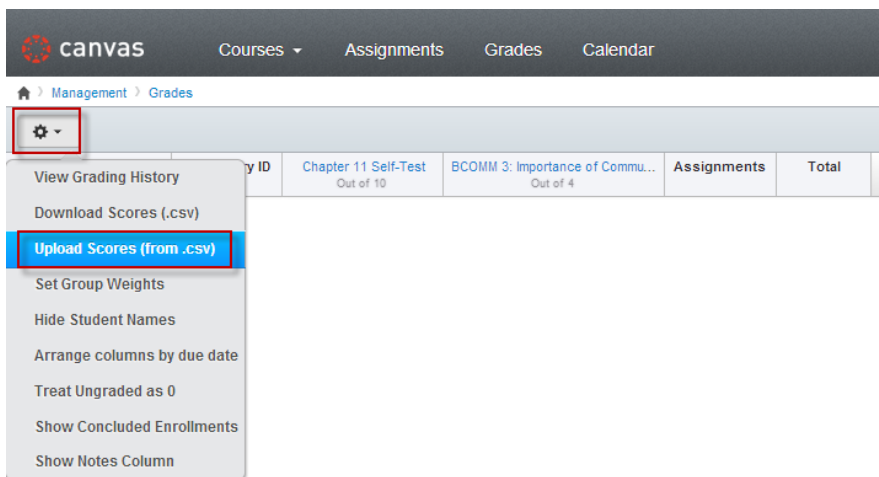 canvas Courses Assignments Grades Calendar
Management Grades
View Grading History
ID Chapter 11 Self-Test BCOMM 3: Importance of Commu... Assignments Total
Out of 10 Out of 4
Download Scores (.csv)
Upload Scores (from .csv)
Set Group Weights
Hide Student Names
Arrange columns by due date
Treat Ungraded as 0
Show Concluded Enrollments
Show Notes Column